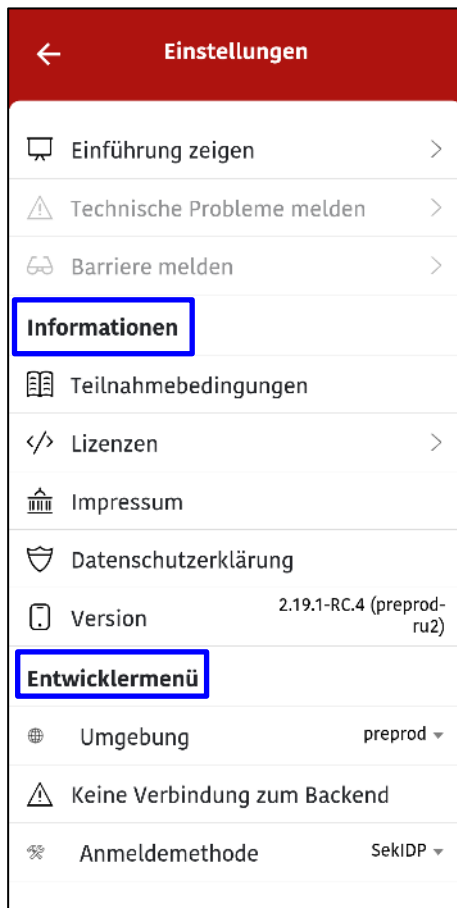 Einstellungen
Einführung zeigen
Technische Probleme melden
Barriere melden
Informationen
Teilnahmebedingungen
Lizenzen
Impressum
Datenschutzerklärung
Version 2.19.1-RC.4 (preprod-
ru2)
Entwicklermenü
Umgebung preprod
Keine Verbindung zum Backend
Anmeldemethode SekIDP